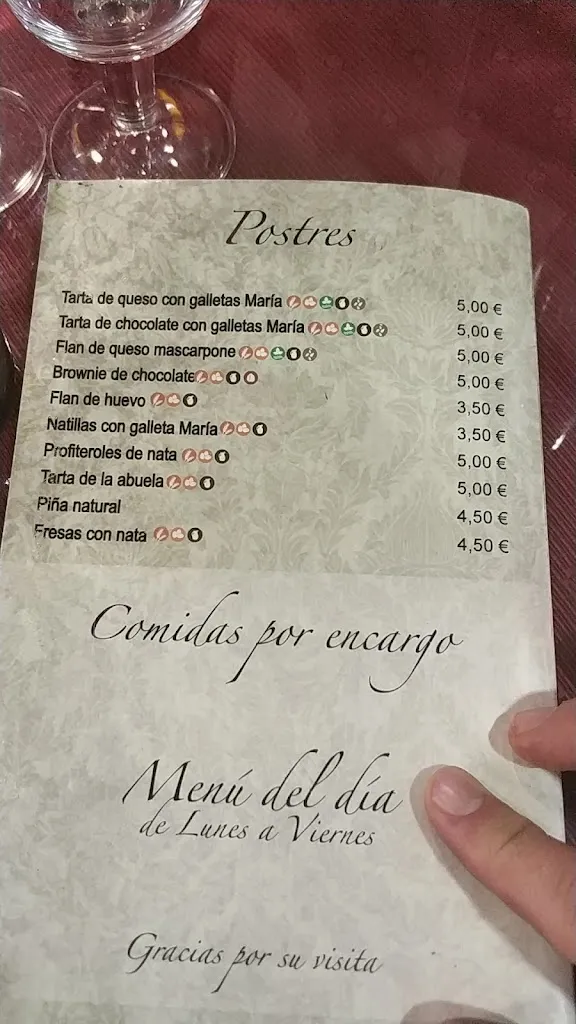 Postres
Tarta de queso con galletas María 5,00 €
Tarta de chocolate con galletas María 5,00 €
Flan de queso mascarpone 5,00 €
Brownie de chocolate 5,00 €
Flan de huevo 3,50 €
Natillas con galleta María 3,50 €
Profiteroles de nata 5,00 €
Tarta de la abuela 5,00 €
Piña natural 4,50 €
Fresas con nata 4,50 €
Comidas por encargo
Menú del día
de Lunes a Viernes
Gracias por su visita